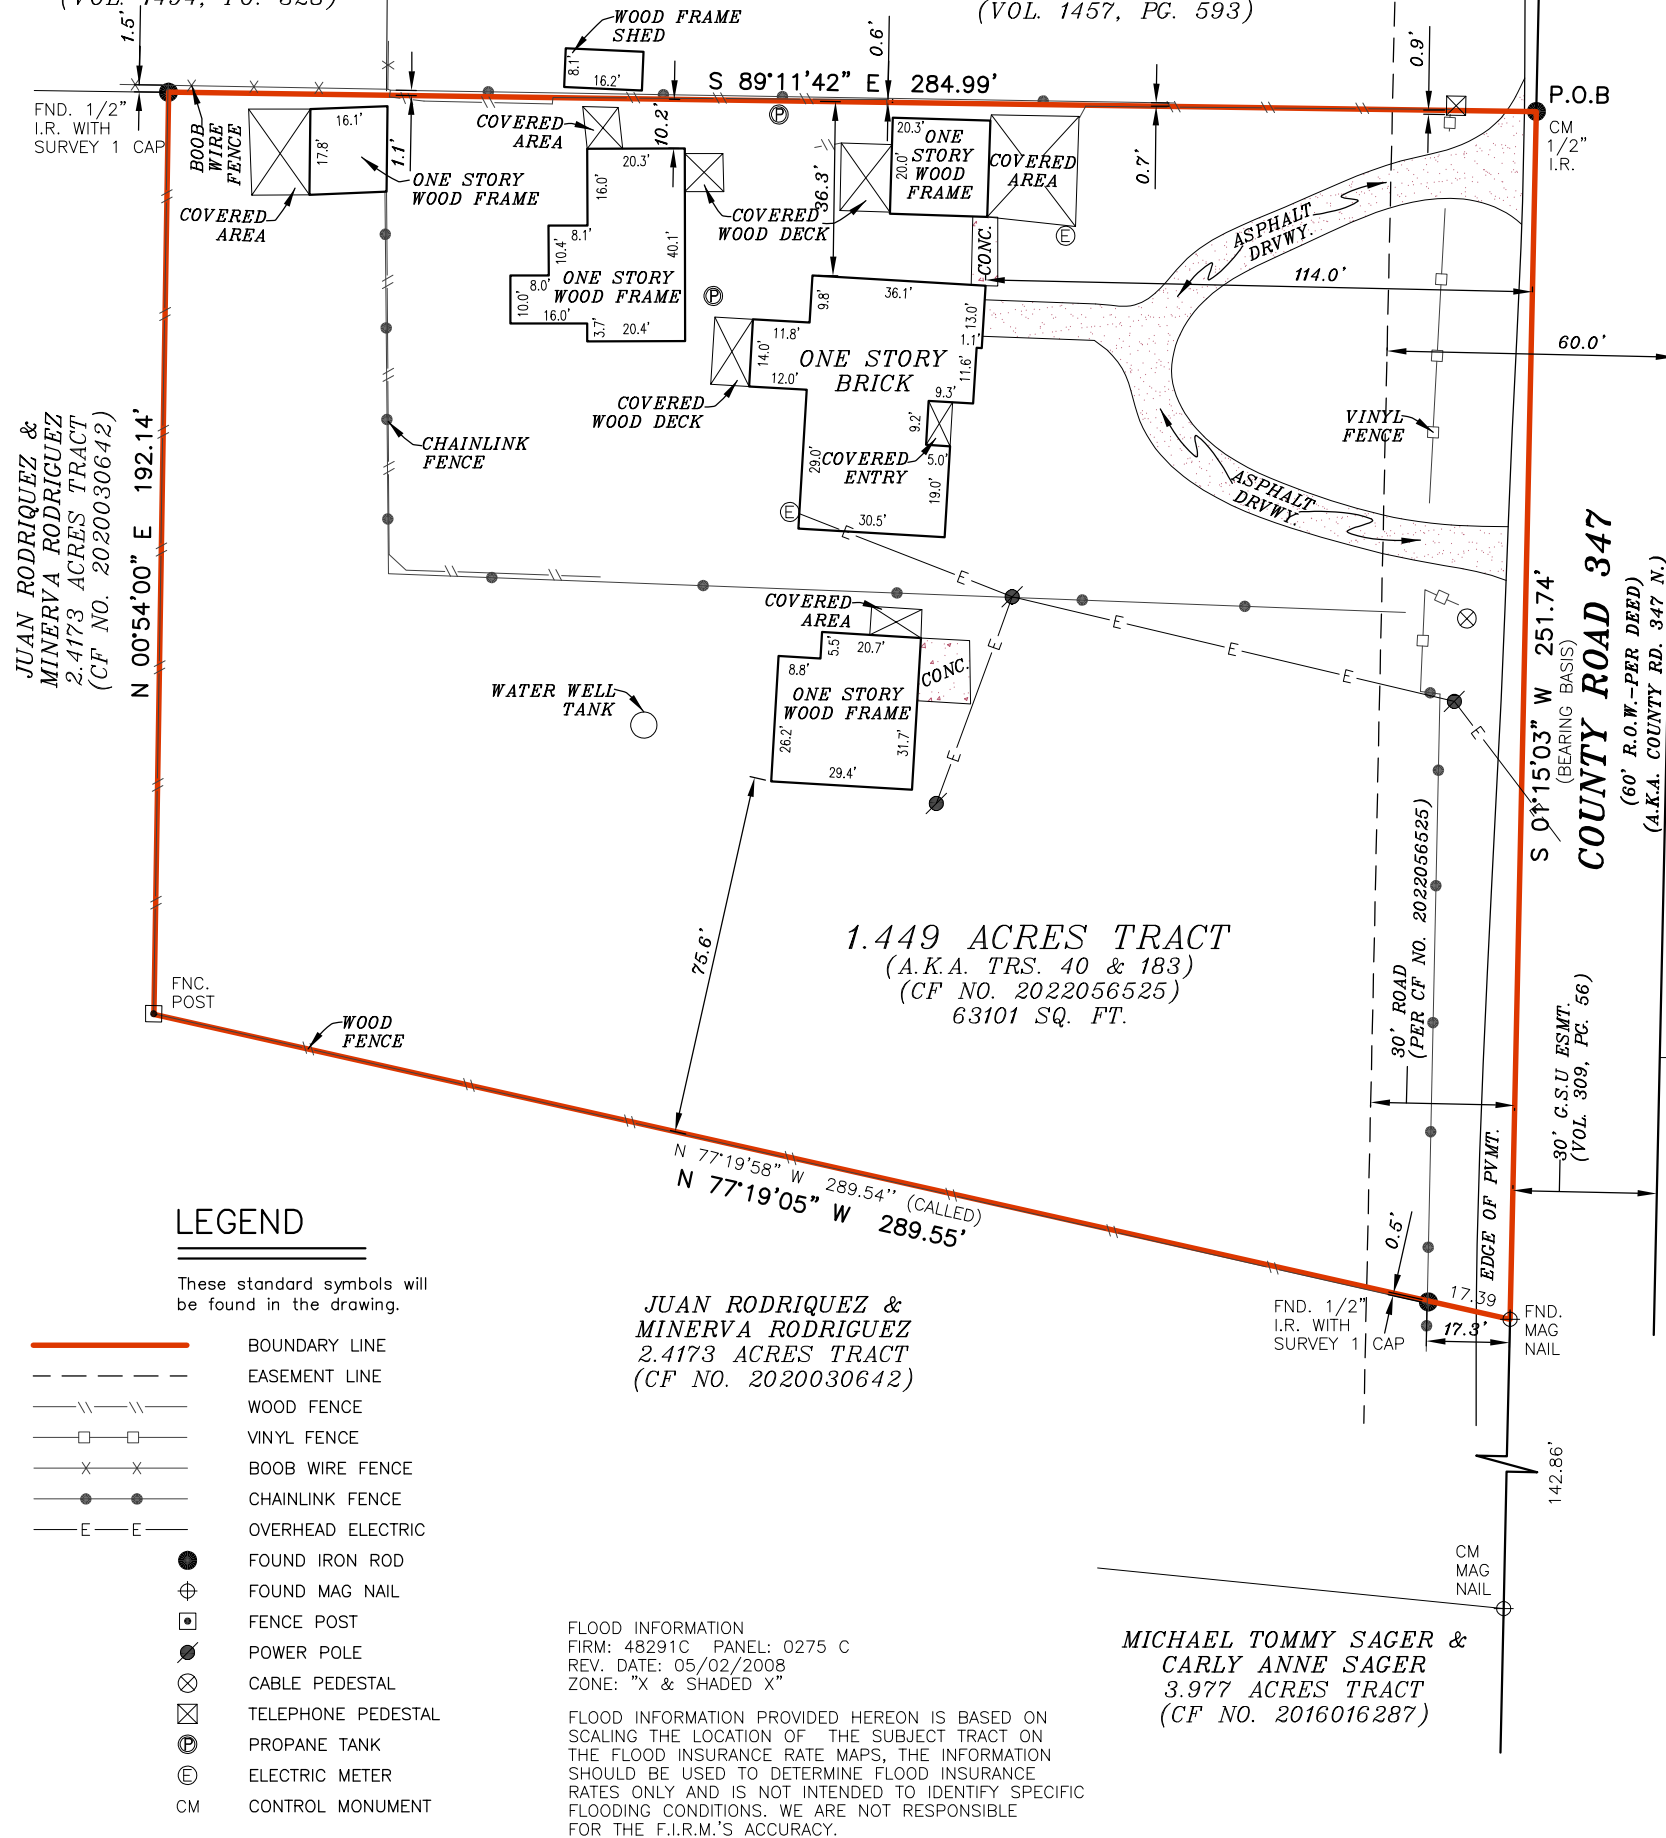 (VOL. 1457, PG. 593)
1.5'
WOOD FRAME
SHED
8.1'
16.2'
0.6'
0.9'
S 89°11'42" E 284.99'
P.O.B
CM
1/2"
I.R.
FND. 1/2"
I.R. WITH
SURVEY 1 CAP
BOOB
WIRE
FENCE
16.1'
17.8'
1.1'
ONE STORY
WOOD FRAME
COVERED
AREA
COVERED
AREA
10.2'
20.3'
16.0'
8.1'
10.4'
40.1'
8.0'
10.0'
16.0'
3.7'
20.4'
ONE STORY
WOOD FRAME
P
P
COVERED
WOOD DECK
36.3'
20.3'
20.0'
ONE
STORY
WOOD
FRAME
COVERED
AREA
0.7'
E
CONC.
ASPHALT
DRVWY.
114.0'
60.0'
36.1'
9.8'
13.0'
1.1'
11.8'
14.0'
12.0'
11.6'
9.3'
9.2'
5.0'
29.0'
19.0'
30.5'
ONE STORY
BRICK
COVERED
WOOD DECK
COVERED
ENTRY
E
VINYL
FENCE
ASPHALT
DRVWY.
CHAINLINK
FENCE
JUAN RODRIQUEZ &
MINERVA RODRIGUEZ
2.4173 ACRES TRACT
(CF NO. 2020030642)
N 00°54'00" E 192.14'
E
E
E
E
E
E
E
E
COVERED
AREA
5.5'
20.7'
8.8'
CONC.
ONE STORY
WOOD FRAME
26.2'
31.7'
29.4'
WATER WELL
TANK
75.6'
S 01°15'03" W 251.74'
(BEARING BASIS)
COUNTY ROAD 347
(60' R.O.W.-PER DEED)
(A.K.A. COUNTY RD. 347 N.)
1.449 ACRES TRACT
(A.K.A. TRS. 40 & 183)
(CF NO. 2022056525)
63101 SQ. FT.
30' ROAD
(PER CF NO. 2022056525)
30' G.S.U ESMT.
(VOL. 309, PG. 56)
EDGE OF PVMT.
FNC.
POST
WOOD
FENCE
N 77°19'58" W 289.54'' (CALLED)
N 77°19'05" W 289.55'
0.5'
17.39
17.3'
FND. 1/2"
I.R. WITH
SURVEY 1 CAP
FND.
MAG
NAIL
JUAN RODRIQUEZ &
MINERVA RODRIGUEZ
2.4173 ACRES TRACT
(CF NO. 2020030642)
142.86'
CM
MAG
NAIL
MICHAEL TOMMY SAGER &
CARLY ANNE SAGER
3.977 ACRES TRACT
(CF NO. 2016016287)
LEGEND
These standard symbols will
be found in the drawing.
BOUNDARY LINE
EASEMENT LINE
WOOD FENCE
VINYL FENCE
BOOB WIRE FENCE
CHAINLINK FENCE
E E OVERHEAD ELECTRIC
FOUND IRON ROD
FOUND MAG NAIL
FENCE POST
POWER POLE
CABLE PEDESTAL
TELEPHONE PEDESTAL
P PROPANE TANK
E ELECTRIC METER
CM CONTROL MONUMENT
FLOOD INFORMATION
FIRM: 48291C PANEL: 0275 C
REV. DATE: 05/02/2008
ZONE: "X & SHADED X"
FLOOD INFORMATION PROVIDED HEREON IS BASED ON
SCALING THE LOCATION OF THE SUBJECT TRACT ON
THE FLOOD INSURANCE RATE MAPS, THE INFORMATION
SHOULD BE USED TO DETERMINE FLOOD INSURANCE
RATES ONLY AND IS NOT INTENDED TO IDENTIFY SPECIFIC
FLOODING CONDITIONS. WE ARE NOT RESPONSIBLE
FOR THE F.I.R.M.'S ACCURACY.